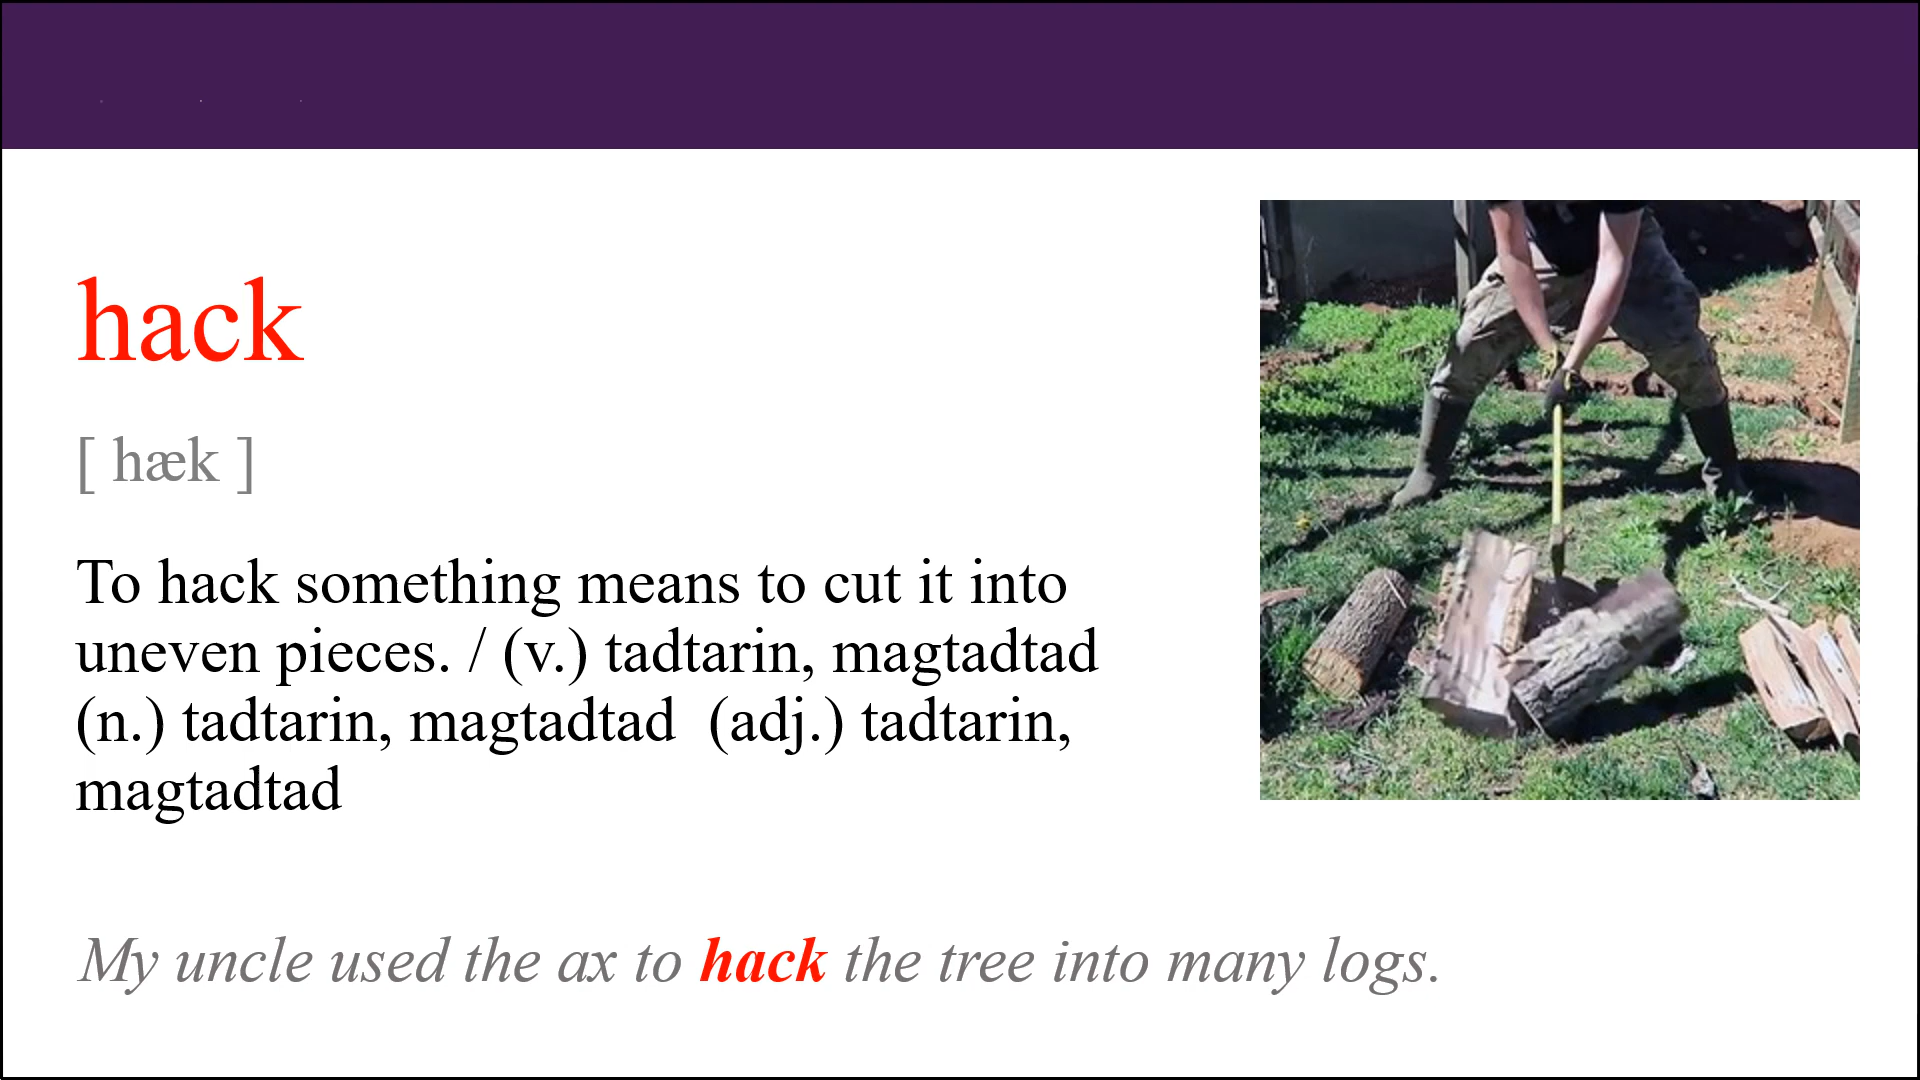 hack
[ hæk ]
To hack something means to cut it into
uneven pieces. / (v.) tadtarin, magtadtad
(n.) tadtarin, magtadtad  (adj.) tadtarin,
magtadtad
My uncle used the ax to hack the tree into many logs.